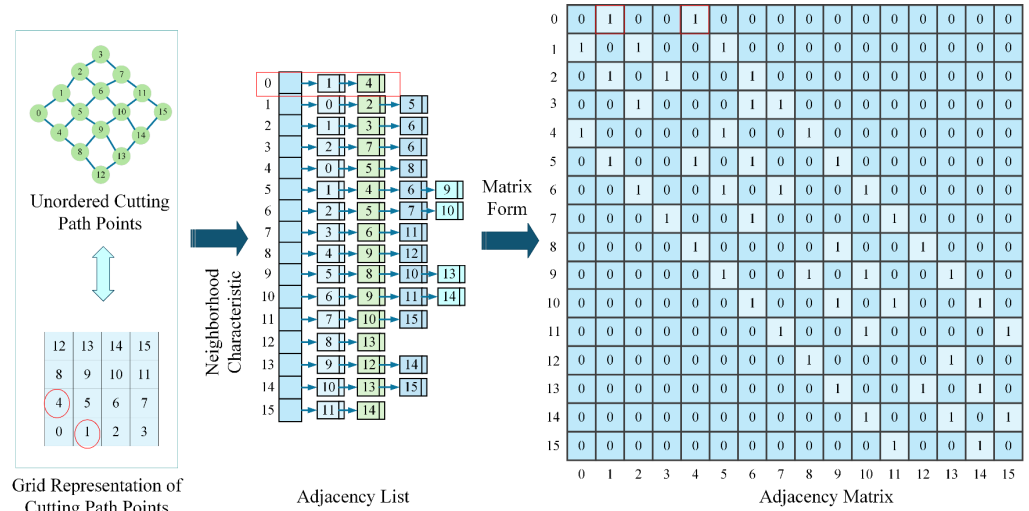 3
2 7
1 6 11
0 5 10 15
4 9 14
8 13
12
Unordered Cutting
Path Points
12 13 14 15
8 9 10 11
4 5 6 7
0 1 2 3
Grid Representation of
Cutting Path Points
Neighborhood
Characteristic
0 1 4
1 0 2 5
2 1 3 6
3 2 7 6
4 0 5 8
5 1 4 6 9
6 2 5 7 10
7 3 6 11
8 4 9 12
9 5 8 10 13
10 6 9 11 14
11 7 10 15
12 8 13
13 9 12 14
14 10 13 15
15 11 14
Adjacency List
Matrix
Form
0 0 1 0 0 1 0 0 0 0 0 0 0 0 0 0 0
1 1 0 1 0 0 1 0 0 0 0 0 0 0 0 0 0
2 0 1 0 1 0 0 1 0 0 0 0 0 0 0 0 0
3 0 0 1 0 0 0 1 1 0 0 0 0 0 0 0 0
4 1 0 0 0 0 1 0 0 1 0 0 0 0 0 0 0
5 0 1 0 0 1 0 1 0 0 1 0 0 0 0 0 0
6 0 0 1 0 0 1 0 1 0 0 1 0 0 0 0 0
7 0 0 0 1 0 0 1 0 0 0 0 1 0 0 0 0
8 0 0 0 0 1 0 0 0 0 1 0 0 1 0 0 0
9 0 0 0 0 0 1 0 0 1 0 1 0 0 1 0 0
10 0 0 0 0 0 0 1 0 0 1 0 1 0 0 1 0
11 0 0 0 0 0 0 0 1 0 0 1 0 0 0 0 1
12 0 0 0 0 0 0 0 0 1 0 0 0 0 1 0 0
13 0 0 0 0 0 0 0 0 0 1 0 0 1 0 1 0
14 0 0 0 0 0 0 0 0 0 0 1 0 0 1 0 1
15 0 0 0 0 0 0 0 0 0 0 0 1 0 0 1 0
0 1 2 3 4 5 6 7 8 9 10 11 12 13 14 15
Adjacency Matrix